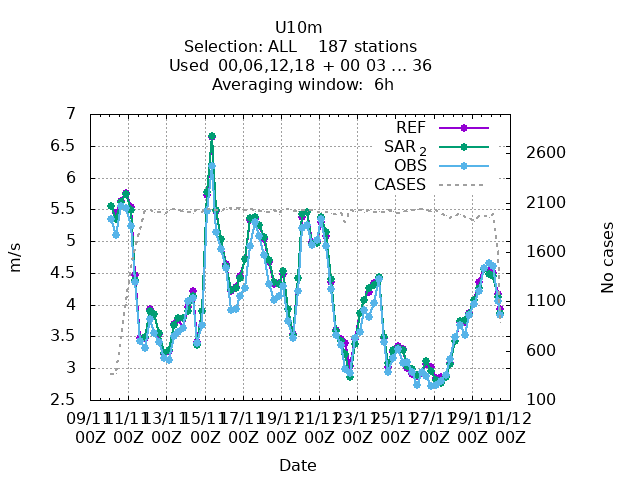 U10m
Selection: ALL 187 stations
Used 00,06,12,18 + 00 03 ... 36
Averaging window: 6h
7
6.5
6
5.5
5
4.5
4
3.5
3
2.5
m/s
REF
SAR 2
OBS
CASES
2600
2100
1600
1100
600
100
No cases
09/11 11/11 13/11 15/11 17/11 19/11 21/11 23/11 25/11 27/11 29/11 01/12
00Z 00Z 00Z 00Z 00Z 00Z 00Z 00Z 00Z 00Z 00Z 00Z
Date